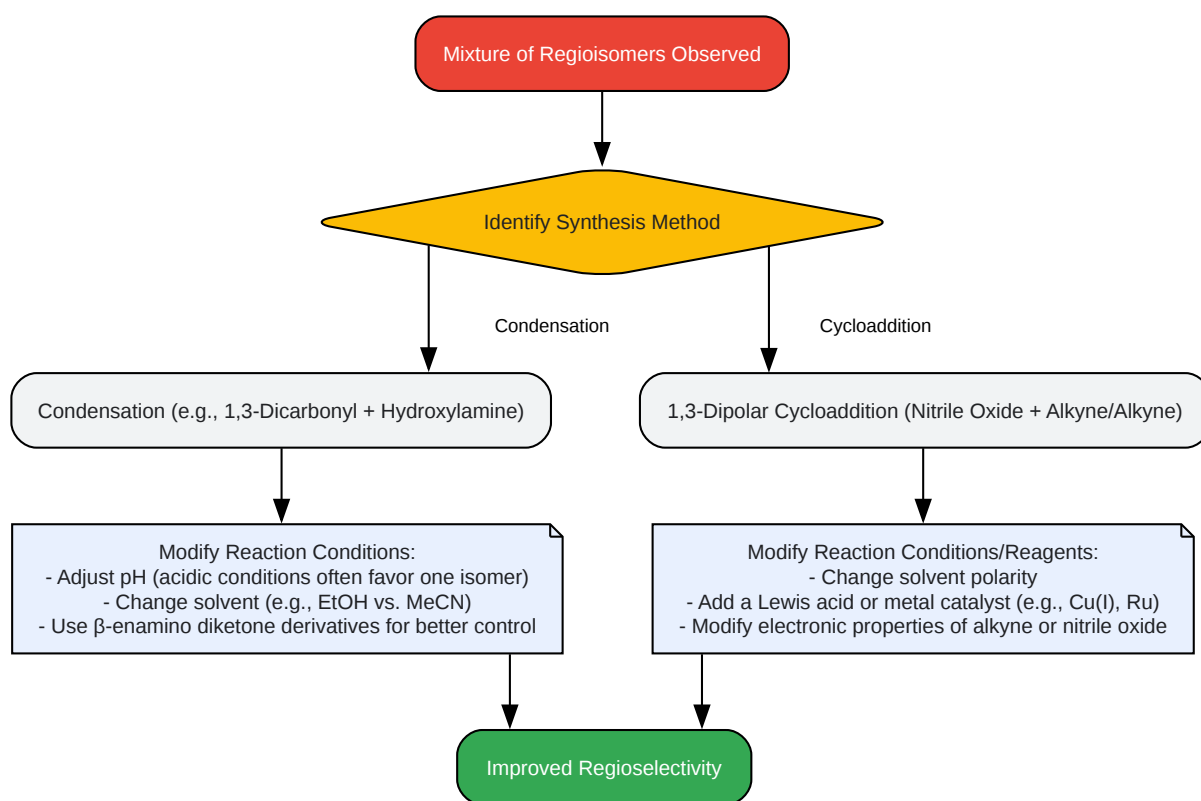 Mixture of Regioisomers Observed
Identify Synthesis Method
Condensation
Cycloaddition
Condensation (e.g., 1,3-Dicarbonyl + Hydroxylamine)
1,3-Dipolar Cycloaddition (Nitrile Oxide + Alkyne/Alkyne)
Modify Reaction Conditions:
- Adjust pH (acidic conditions often favor one isomer)
- Change solvent (e.g., EtOH vs. MeCN)
- Use β-enamino diketone derivatives for better control
Modify Reaction Conditions/Reagents:
- Change solvent polarity
- Add a Lewis acid or metal catalyst (e.g., Cu(I), Ru)
- Modify electronic properties of alkyne or nitrile oxide
Improved Regioselectivity